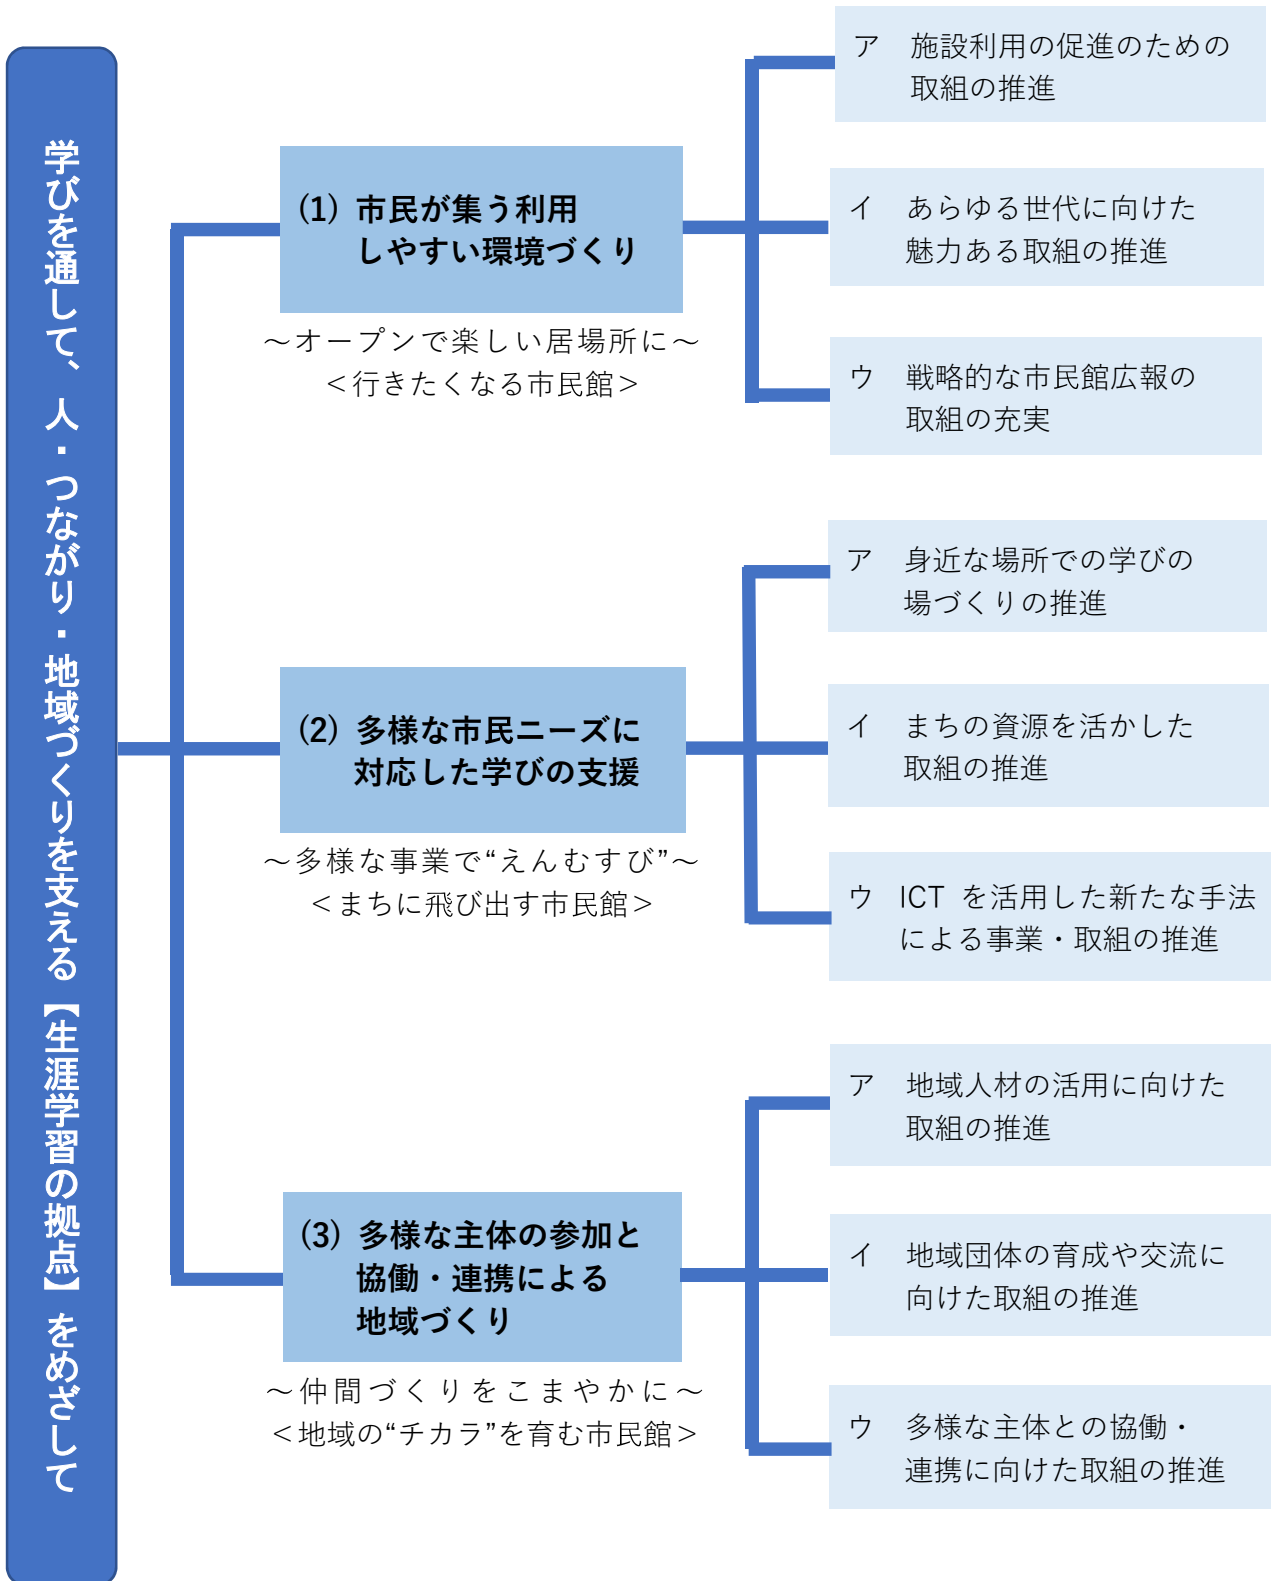 学びを通して、人・つながり・地域づくりを支える【生涯学習の拠点】をめざして
(1) 市民が集う利用
しやすい環境づくり
～オープンで楽しい居場所に～
＜行きたくなる市民館＞
ア 施設利用の促進のための
取組の推進
イ あらゆる世代に向けた
魅力ある取組の推進
ウ 戦略的な市民館広報の
取組の充実
(2) 多様な市民ニーズに
対応した学びの支援
～多様な事業で“えんむすび”～
＜まちに飛び出す市民館＞
ア 身近な場所での学びの
場づくりの推進
イ まちの資源を活かした
取組の推進
ウ ICT を活用した新たな手法
による事業・取組の推進
(3) 多様な主体の参加と
協働・連携による
地域づくり
～仲間づくりをこまやかに～
＜地域の“チカラ”を育む市民館＞
ア 地域人材の活用に向けた
取組の推進
イ 地域団体の育成や交流に
向けた取組の推進
ウ 多様な主体との協働・
連携に向けた取組の推進